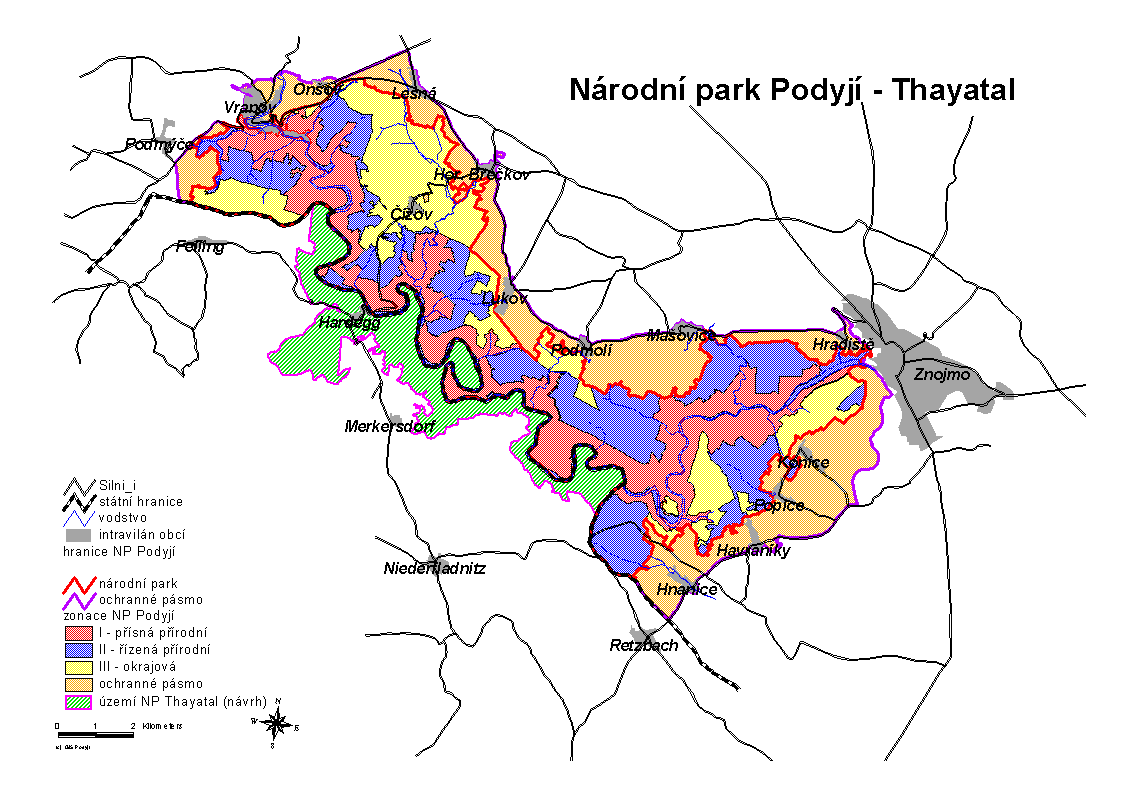 Národní park Podyjí - Thayatal
Onšov
Lesná
Vranov
Podmýče
Hor. Břečkov
Čížov
Felling
Lukov
Hardegg
Mašovice
Hradiště
Podmolí
Znojmo
Merkersdorf
Konice
Popice
Havraníky
Niederfladnitz
Hnanice
Retzbach
Silni_i
státní hranice
vodstvo
intravilán obcí
hranice NP Podyjí
národní park
ochranné pásmo
zonace NP Podyjí
I - přísná přírodní
II - řízená přírodní
III - okrajová
ochranné pásmo
území NP Thayatal (návrh)
0 1 2 Kilometers
N
W E
S